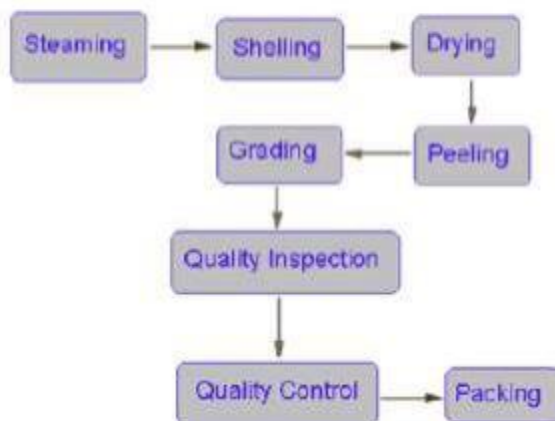 Steaming
Shelling
Drying
Peeling
Grading
Quality Inspection
Quality Control
Packing